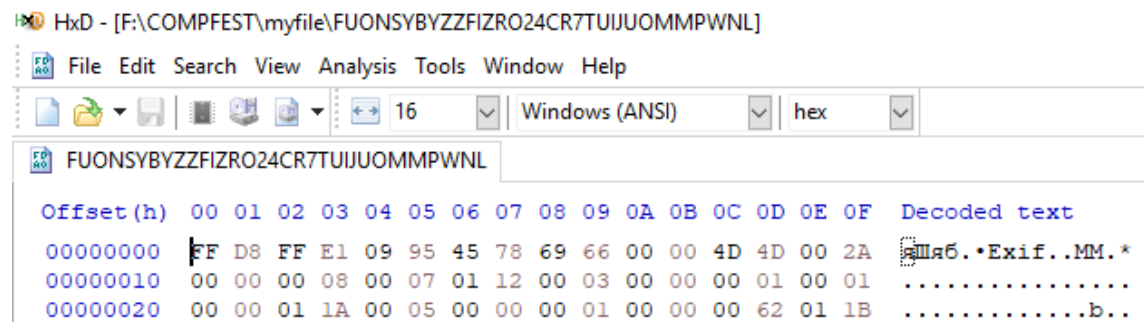 HxD - [F:\COMPFEST\myfile\FUONSYBYZZFIZRO24CR7TUIJUOMMPWNL]
File Edit Search View Analysis Tools Window Help
16 Windows (ANSI) hex
FUONSYBYZZFIZRO24CR7TUIJUOMMPWNL
Offset(h) 00 01 02 03 04 05 06 07 08 09 0A 0B 0C 0D 0E 0F Decoded text
00000000 FF D8 FF E1 09 95 45 78 69 66 00 00 4D 4D 00 2A яШяб.•Exif..MM.*
00000010 00 00 00 08 00 07 01 12 00 03 00 00 00 01 00 01 ................
00000020 00 00 01 1A 00 05 00 00 00 01 00 00 00 62 01 1B .............b..